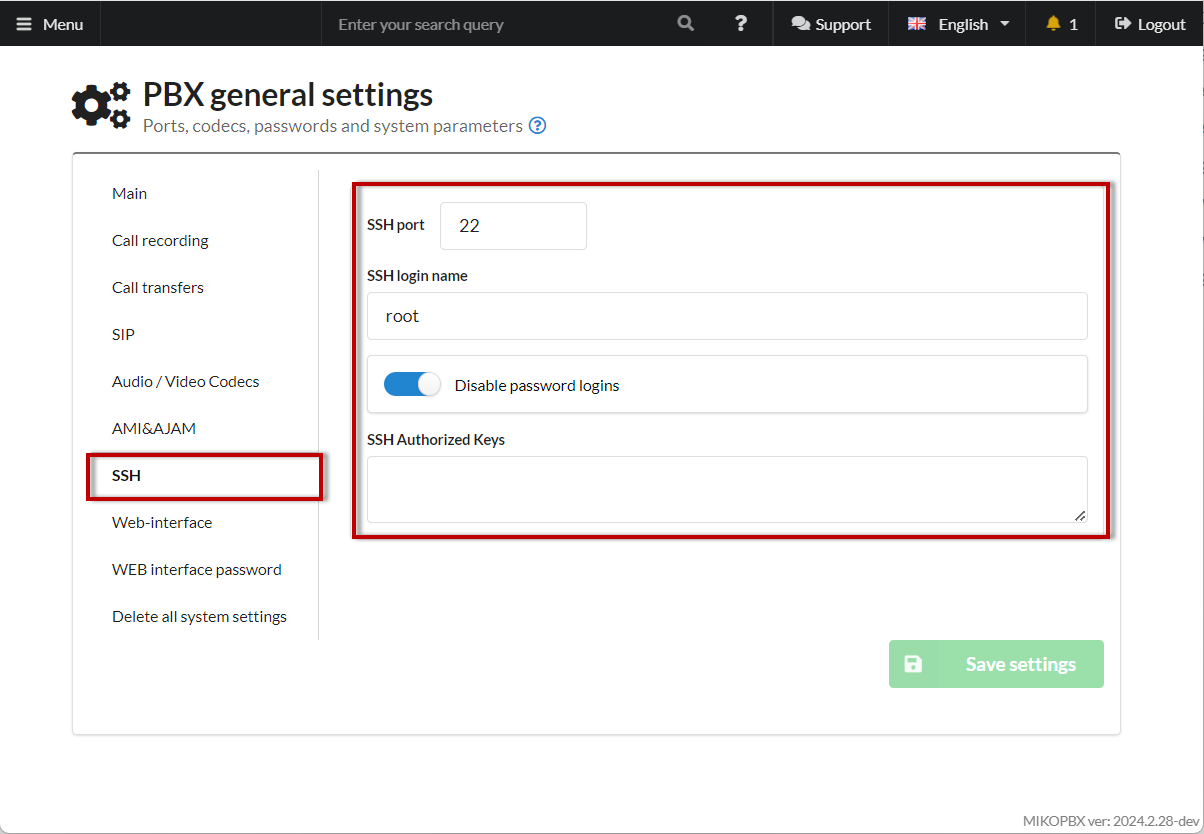 Menu
Enter your search query
?
Support
English
1
Logout
PBX general settings
Ports, codecs, passwords and system parameters ?
Main
Call recording
Call transfers
SIP
Audio / Video Codecs
AMI&AJAM
SSH
Web-interface
WEB interface password
Delete all system settings
SSH port
22
SSH login name
root
Disable password logins
SSH Authorized Keys
Save settings
MIKOPBX ver: 2024.2.28-dev